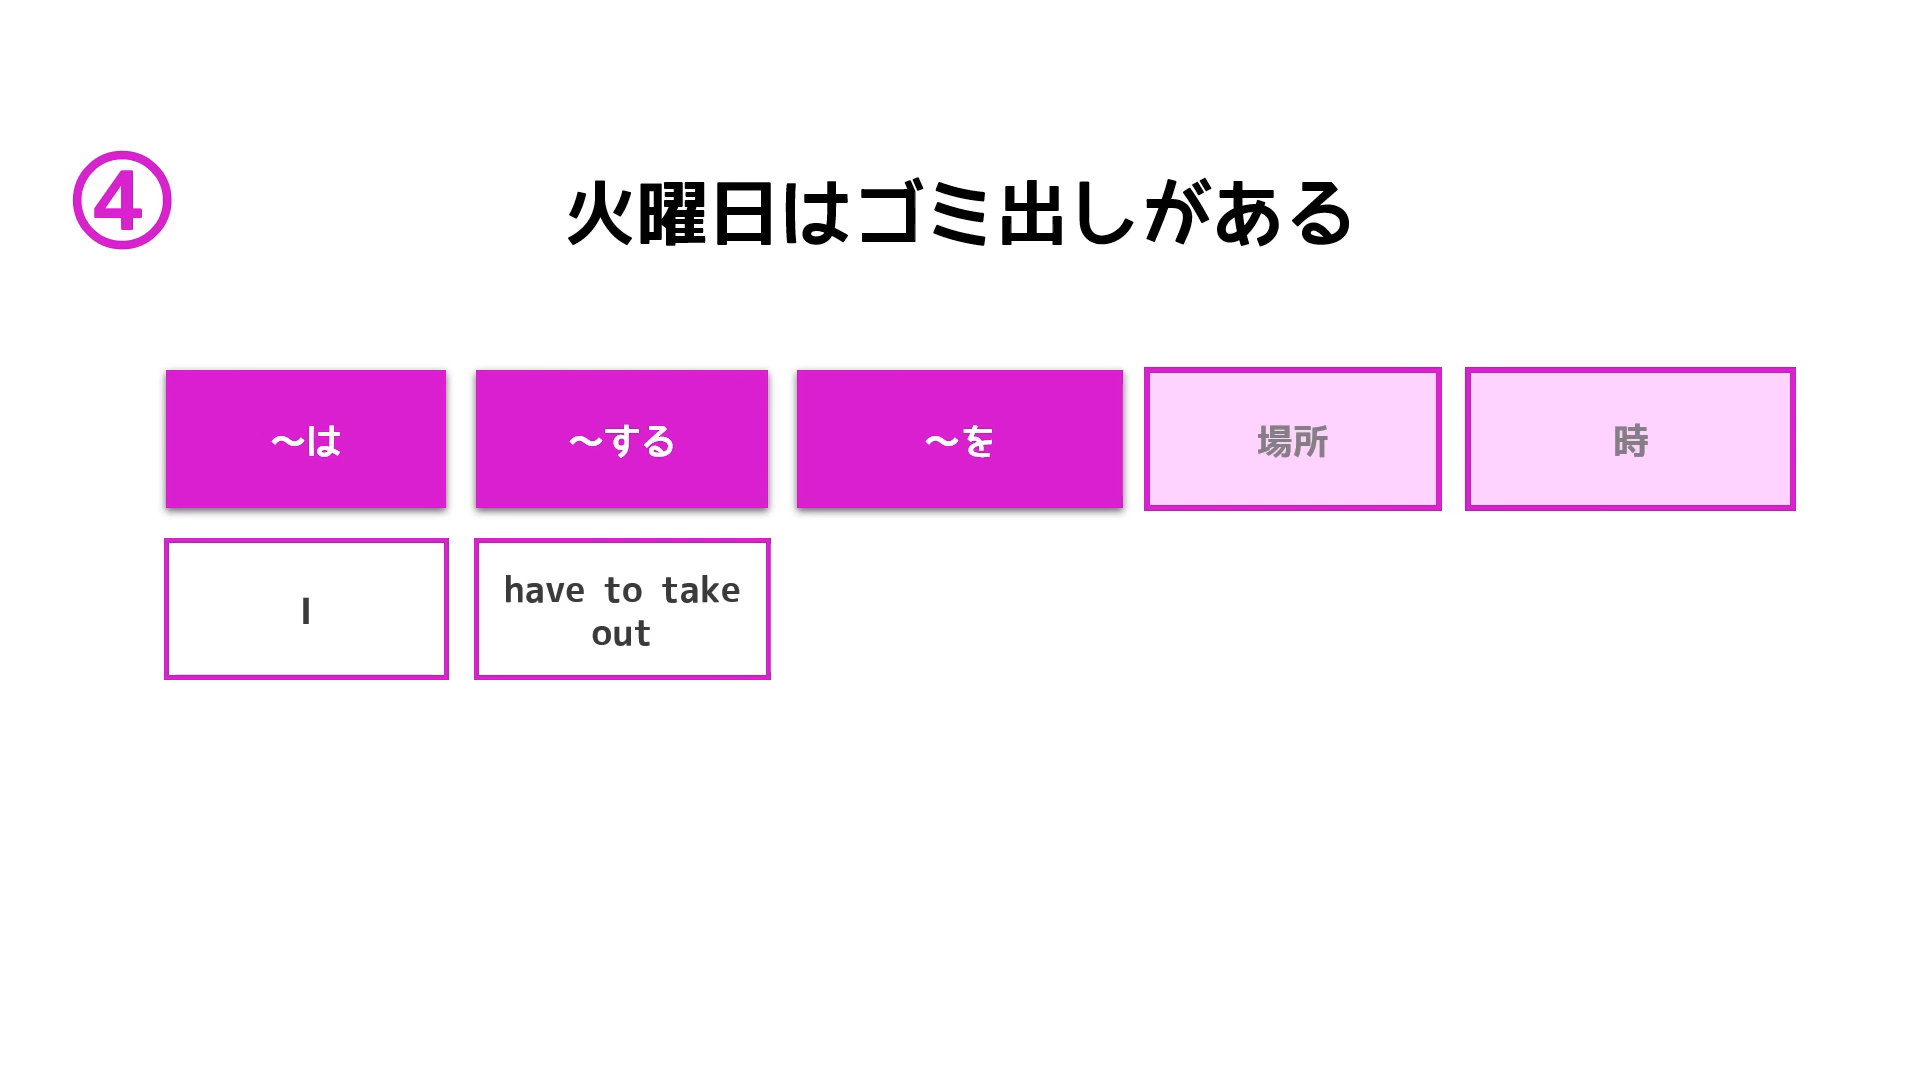 ④
火曜日はゴミ出しがある
～は
～する
～を
場所
時
I
have to take
out